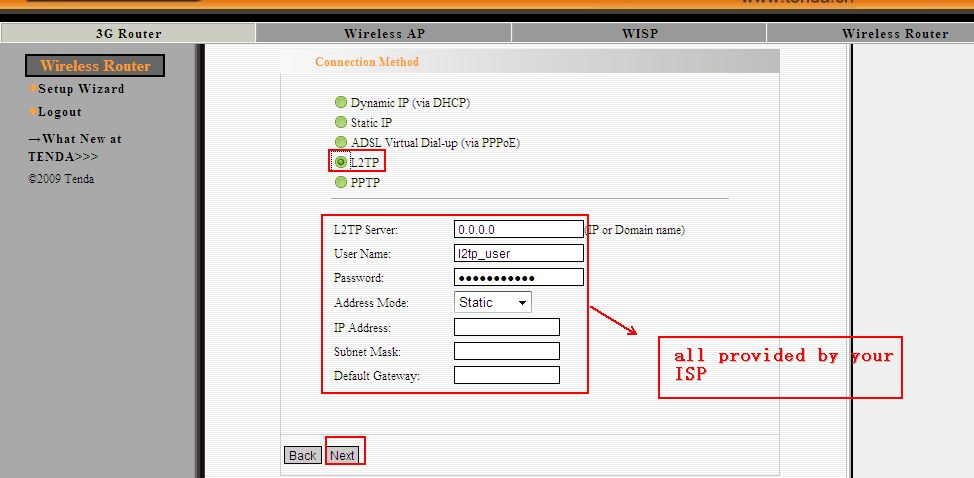 www.tenda.cn
3G Router
Wireless AP
WISP
Wireless Router
Wireless Router
Setup Wizard
Logout
→What New at
TENDA>>>
©2009 Tenda
Connection Method
Dynamic IP (via DHCP)
Static IP
ADSL Virtual Dial-up (via PPPoE)
L2TP
PPTP
L2TP Server: 0.0.0.0 (IP or Domain name)
User Name: l2tp_user
Password: ●●●●●●●●●●●
Address Mode: Static
IP Address:
Subnet Mask:
Default Gateway:
all provided by your
ISP
Back Next